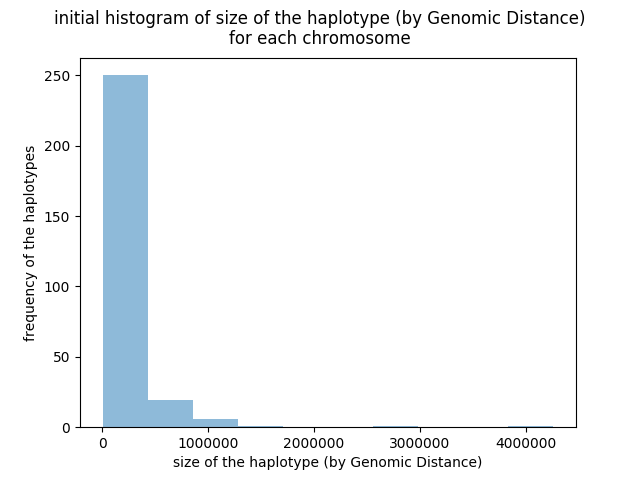 initial histogram of size of the haplotype (by Genomic Distance)
for each chromosome
250
200
150
100
50
0
frequency of the haplotypes
0 1000000 2000000 3000000 4000000
size of the haplotype (by Genomic Distance)